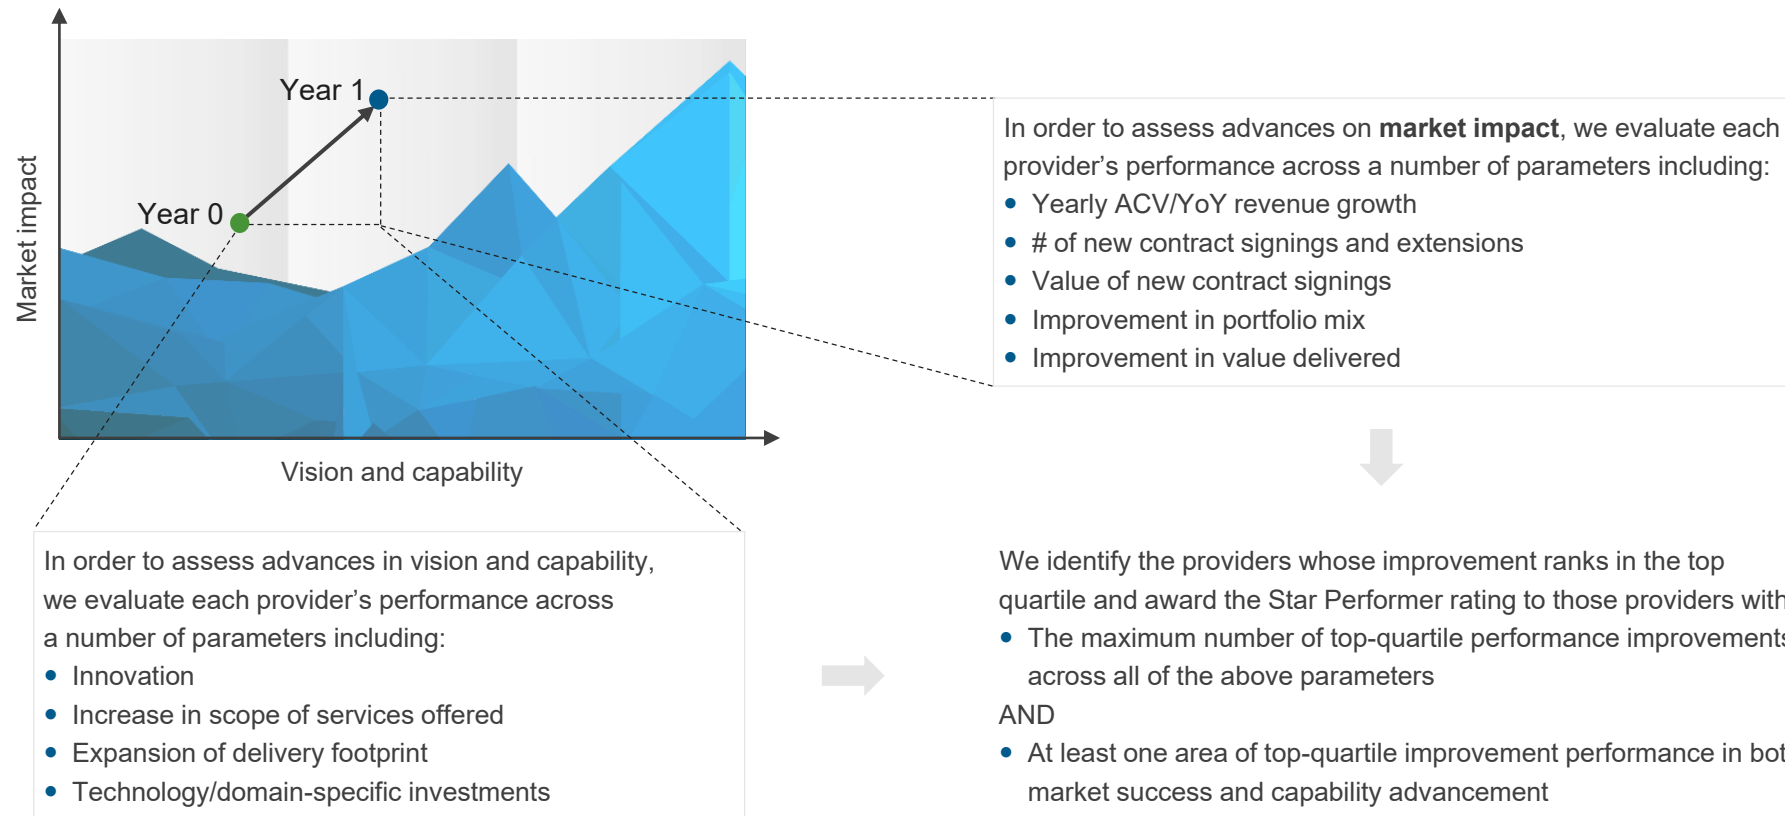 Year 1
Year 0
Market impact
Vision and capability
In order to assess advances on market impact, we evaluate each
provider’s performance across a number of parameters including:
• Yearly ACV/YoY revenue growth
• # of new contract signings and extensions
• Value of new contract signings
• Improvement in portfolio mix
• Improvement in value delivered
In order to assess advances in vision and capability,
we evaluate each provider’s performance across
a number of parameters including:
• Innovation
• Increase in scope of services offered
• Expansion of delivery footprint
• Technology/domain-specific investments
We identify the providers whose improvement ranks in the top
quartile and award the Star Performer rating to those providers with
• The maximum number of top-quartile performance improvements
across all of the above parameters
AND
• At least one area of top-quartile improvement performance in bot
market success and capability advancement